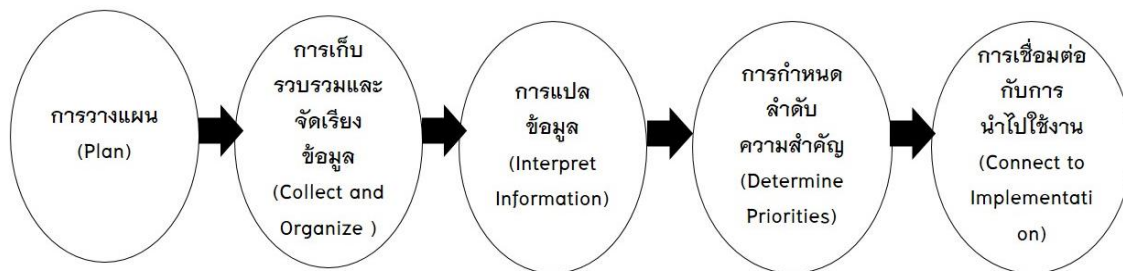 การวางแผน
(Plan)
การเก็บ
รวบรวมและ
จัดเรียง
ข้อมูล
(Collect and
Organize )
การแปล
ข้อมูล
(Interpret
Information)
การกำหนด
ลำดับ
ความสำคัญ
(Determine
Priorities)
การเชื่อมต่อ
กับการ
นำไปใช้งาน
(Connect to
Implementati
on)